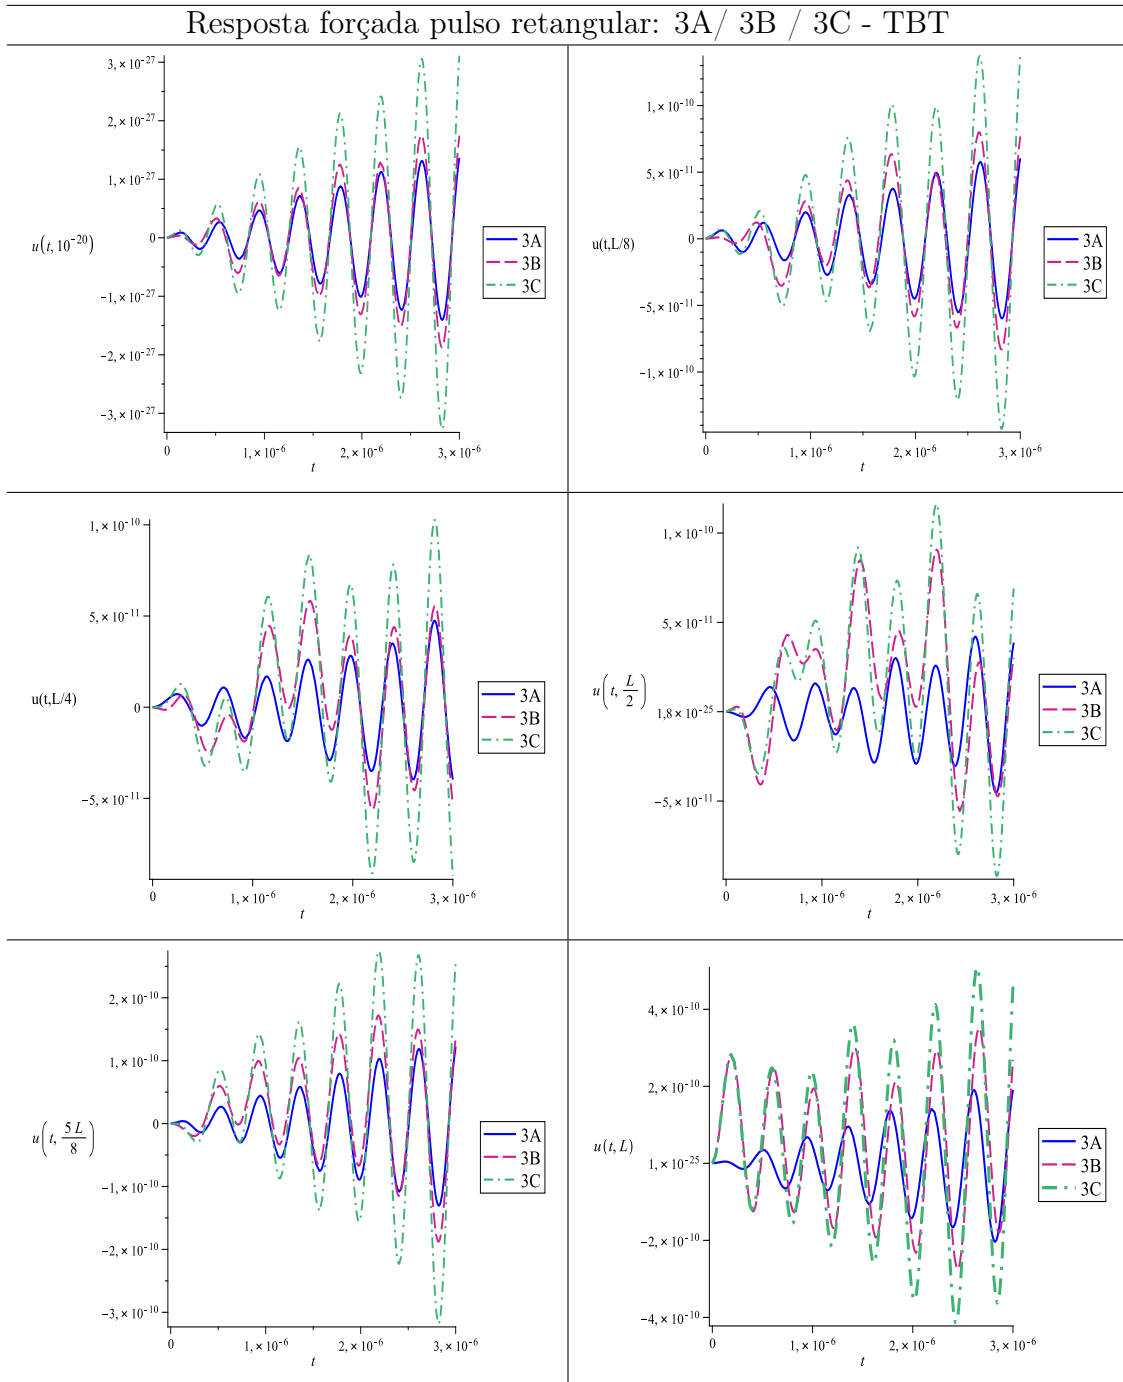 Resposta forçada pulso retangular: 3A/ 3B / 3C - TBT
3, × 10⁻²⁷
2, × 10⁻²⁷
1, × 10⁻²⁷
0
−1, × 10⁻²⁷
−2, × 10⁻²⁷
−3, × 10⁻²⁷
u(t, 10⁻²⁰)
0
1, × 10⁻⁶
2, × 10⁻⁶
3, × 10⁻⁶
t
3A
3B
3C
1, × 10⁻¹⁰
5, × 10⁻¹¹
0
−5, × 10⁻¹¹
−1, × 10⁻¹⁰
u(t,L/8)
0
1, × 10⁻⁶
2, × 10⁻⁶
3, × 10⁻⁶
t
3A
3B
3C
1, × 10⁻¹⁰
5, × 10⁻¹¹
0
−5, × 10⁻¹¹
u(t,L/4)
0
1, × 10⁻⁶
2, × 10⁻⁶
3, × 10⁻⁶
t
3A
3B
3C
1, × 10⁻¹⁰
5, × 10⁻¹¹
1,8 × 10⁻²⁵
−5, × 10⁻¹¹
u(t, L/2)
0
1, × 10⁻⁶
2, × 10⁻⁶
3, × 10⁻⁶
t
3A
3B
3C
2, × 10⁻¹⁰
1, × 10⁻¹⁰
0
−1, × 10⁻¹⁰
−2, × 10⁻¹⁰
−3, × 10⁻¹⁰
u(t, 5 L/8)
0
1, × 10⁻⁶
2, × 10⁻⁶
3, × 10⁻⁶
t
3A
3B
3C
4, × 10⁻¹⁰
2, × 10⁻¹⁰
1, × 10⁻²⁵
−2, × 10⁻¹⁰
−4, × 10⁻¹⁰
u(t, L)
0
1, × 10⁻⁶
2, × 10⁻⁶
3, × 10⁻⁶
t
3A
3B
3C